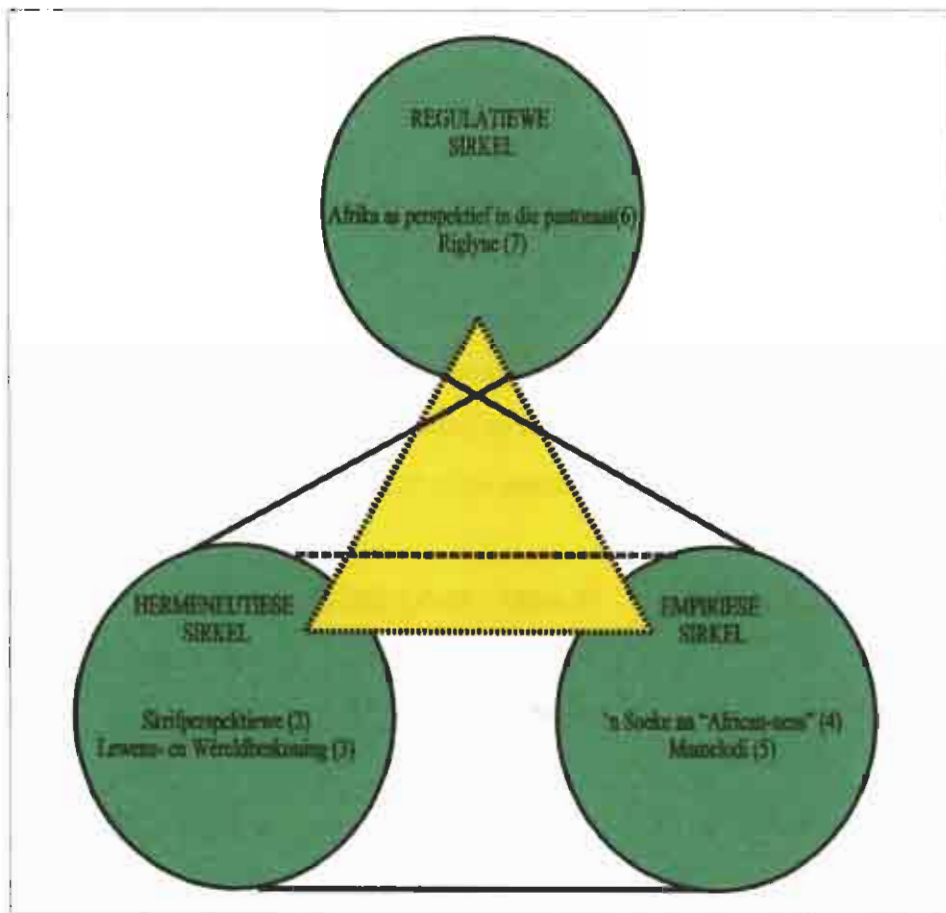 REGULATIEWE
SIRKEL
Afrika as perspektief in die pastoraat(6)
Riglyne (7)
HERMENEUTIESE
SIRKEL
Skrifperspektiewe (2)
Lewens- en Wêreldbeskouing (3)
EMPIRIESE
SIRKEL
'n Soeke na "African-ness" (4)
Mamelodi (5)